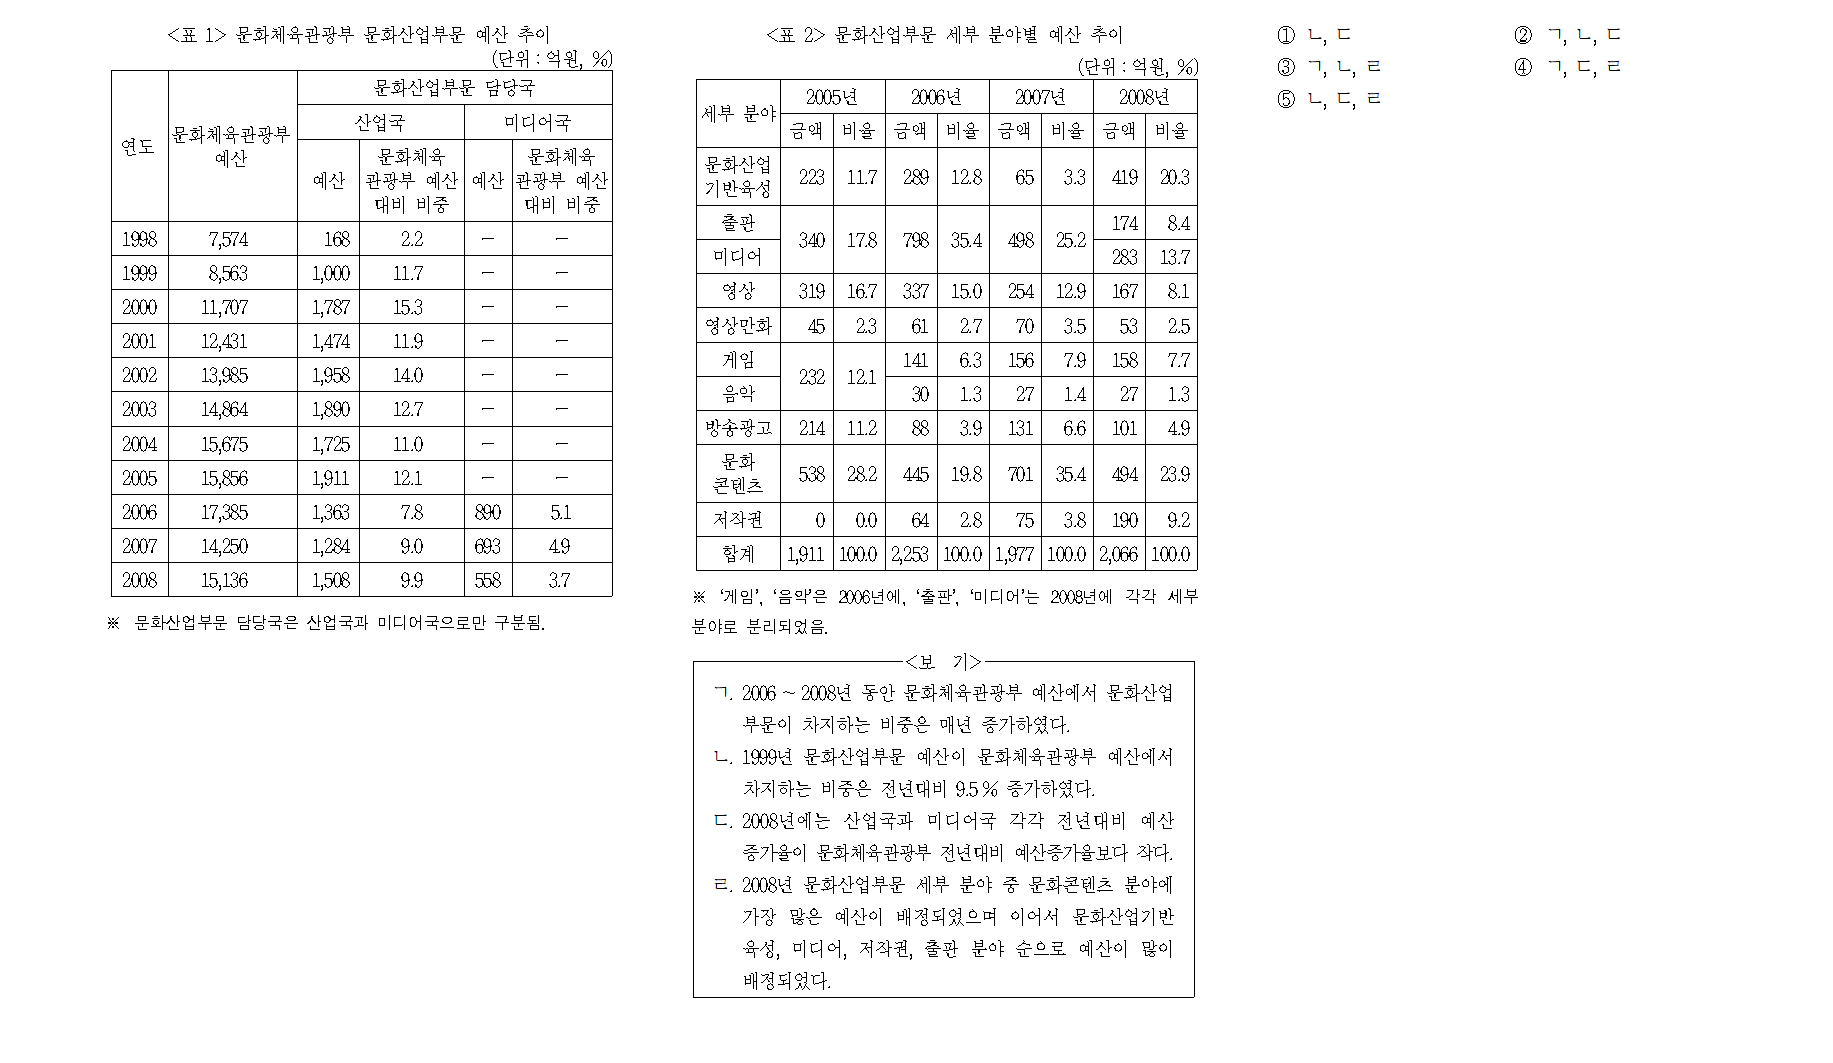 <표 1> 문화체육관광부 문화산업부문 예산 추이
(단위 : 억원, %)
연도 문화체육관광부 예산 문화산업부문 담당국
산업국 미디어국
예산 문화체육관광부 예산 대비 비중 예산 문화체육관광부 예산 대비 비중
1998 7,574 168 2.2 － －
1999 8,563 1,000 11.7 － －
2000 11,707 1,787 15.3 － －
2001 12,431 1,474 11.9 － －
2002 13,985 1,958 14.0 － －
2003 14,864 1,890 12.7 － －
2004 15,675 1,725 11.0 － －
2005 15,856 1,911 12.1 － －
2006 17,385 1,363 7.8 890 5.1
2007 14,250 1,284 9.0 693 4.9
2008 15,136 1,508 9.9 558 3.7
※ 문화산업부문 담당국은 산업국과 미디어국으로만 구분됨.
<표 2> 문화산업부문 세부 분야별 예산 추이
(단위 : 억원, %)
세부 분야 2005년 2006년 2007년 2008년
금액 비율 금액 비율 금액 비율 금액 비율
문화산업 기반육성 223 11.7 289 12.8 65 3.3 419 20.3
출판 340 17.8 798 35.4 498 25.2 174 8.4
미디어 283 13.7
영상 319 16.7 337 15.0 254 12.9 167 8.1
영상만화 45 2.3 61 2.7 70 3.5 53 2.5
게임 232 12.1 141 6.3 156 7.9 158 7.7
음악 30 1.3 27 1.4 27 1.3
방송광고 214 11.2 88 3.9 131 6.6 101 4.9
문화 콘텐츠 538 28.2 445 19.8 701 35.4 494 23.9
저작권 0 0.0 64 2.8 75 3.8 190 9.2
합계 1,911 100.0 2,253 100.0 1,977 100.0 2,066 100.0
※ ‘게임’, ‘음악’은 2006년에, ‘출판’, ‘미디어’는 2008년에 각각 세부
분야로 분리되었음.
<보 기>
ㄱ. 2006 ~ 2008년 동안 문화체육관광부 예산에서 문화산업
부문이 차지하는 비중은 매년 증가하였다.
ㄴ. 1999년 문화산업부문 예산이 문화체육관광부 예산에서
차지하는 비중은 전년대비 9.5 % 증가하였다.
ㄷ. 2008년에는 산업국과 미디어국 각각 전년대비 예산
증가율이 문화체육관광부 전년대비 예산증가율보다 작다.
ㄹ. 2008년 문화산업부문 세부 분야 중 문화콘텐츠 분야에
가장 많은 예산이 배정되었으며 이어서 문화산업기반
육성, 미디어, 저작권, 출판 분야 순으로 예산이 많이
배정되었다.
① ㄴ, ㄷ ② ㄱ, ㄴ, ㄷ
③ ㄱ, ㄴ, ㄹ ④ ㄱ, ㄷ, ㄹ
⑤ ㄴ, ㄷ, ㄹ